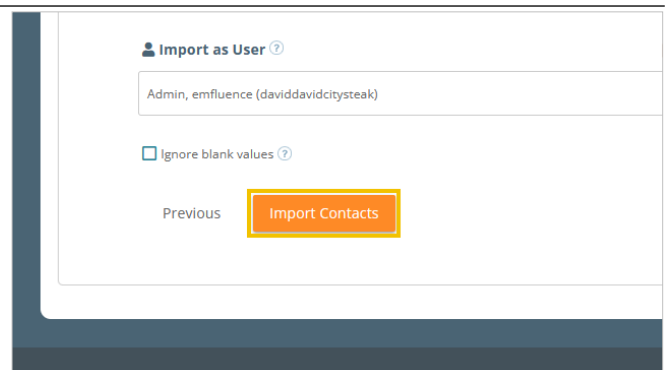 Import as User ?
Admin, emfluence (daviddavidcitysteak)
Ignore blank values ?
Previous Import Contacts